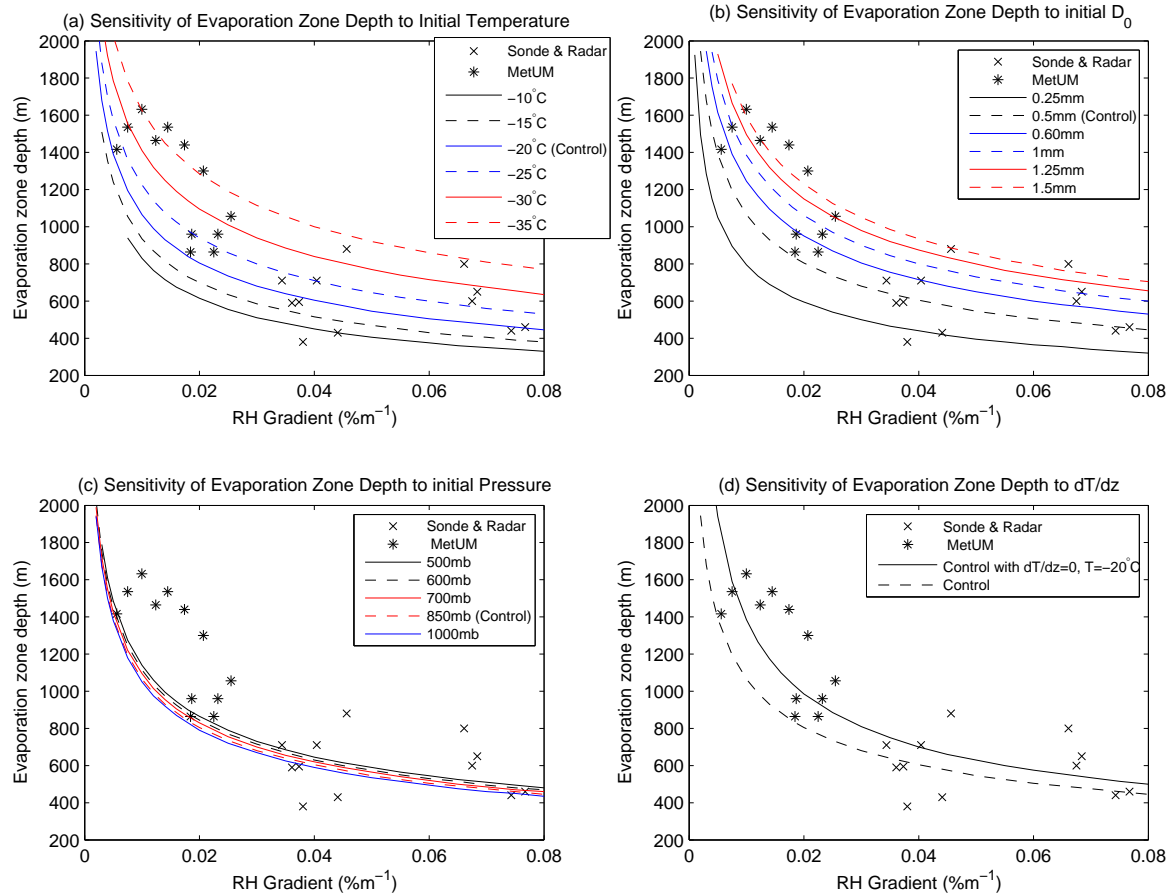 (a) Sensitivity of Evaporation Zone Depth to Initial Temperature
Evaporation zone depth (m)
2000
1800
1600
1400
1200
1000
800
600
400
200
Sonde & Radar
MetUM
−10°C
−15°C
−20°C (Control)
−25°C
−30°C
−35°C
0 0.02 0.04 0.06 0.08
RH Gradient (%m⁻¹)
(b) Sensitivity of Evaporation Zone Depth to initial D₀
Evaporation zone depth (m)
2000
1800
1600
1400
1200
1000
800
600
400
200
Sonde & Radar
MetUM
0.25mm
0.5mm (Control)
0.60mm
1mm
1.25mm
1.5mm
0 0.02 0.04 0.06 0.08
RH Gradient (%m⁻¹)
(c) Sensitivity of Evaporation Zone Depth to initial Pressure
Evaporation zone depth (m)
2000
1800
1600
1400
1200
1000
800
600
400
200
Sonde & Radar
MetUM
500mb
600mb
700mb
850mb (Control)
1000mb
0 0.02 0.04 0.06 0.08
RH Gradient (%m⁻¹)
(d) Sensitivity of Evaporation Zone Depth to dT/dz
Evaporation zone depth (m)
2000
1800
1600
1400
1200
1000
800
600
400
200
Sonde & Radar
MetUM
Control with dT/dz=0, T=−20°C
Control
0 0.02 0.04 0.06 0.08
RH Gradient (%m⁻¹)